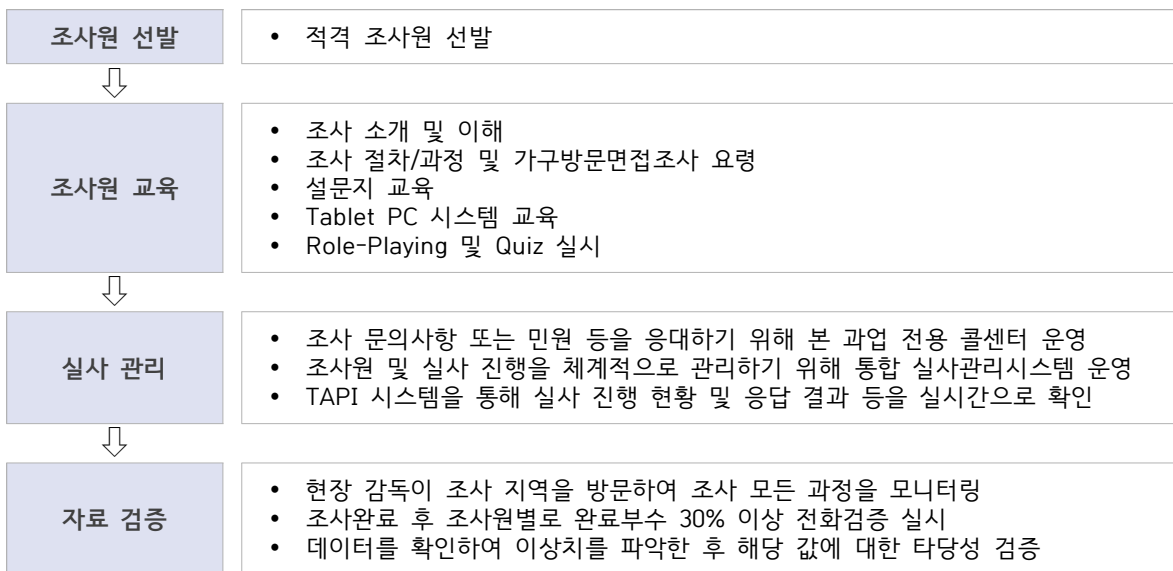 조사원 선발
• 적격 조사원 선발
조사원 교육
• 조사 소개 및 이해
• 조사 절차/과정 및 가구방문면접조사 요령
• 설문지 교육
• Tablet PC 시스템 교육
• Role-Playing 및 Quiz 실시
실사 관리
• 조사 문의사항 또는 민원 등을 응대하기 위해 본 과업 전용 콜센터 운영
• 조사원 및 실사 진행을 체계적으로 관리하기 위해 통합 실사관리시스템 운영
• TAPI 시스템을 통해 실사 진행 현황 및 응답 결과 등을 실시간으로 확인
자료 검증
• 현장 감독이 조사 지역을 방문하여 조사 모든 과정을 모니터링
• 조사완료 후 조사원별로 완료부수 30% 이상 전화검증 실시
• 데이터를 확인하여 이상치를 파악한 후 해당 값에 대한 타당성 검증